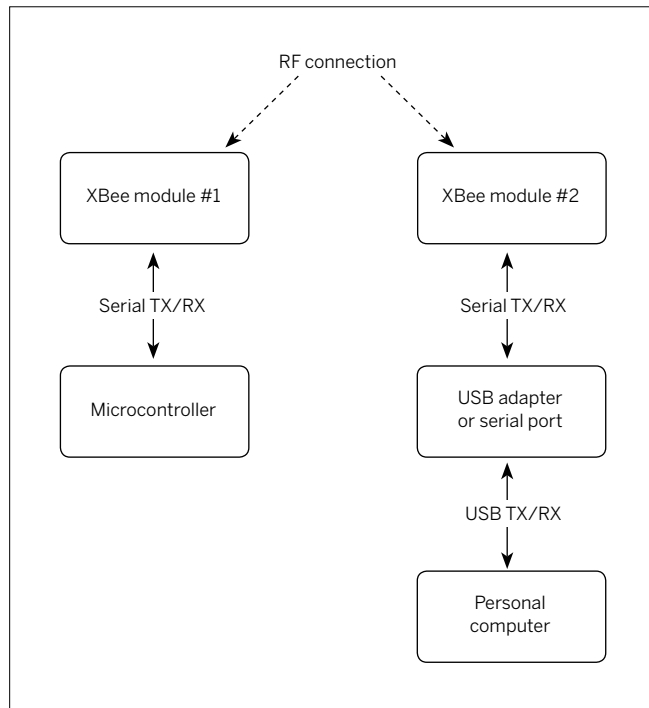 RF connection
XBee module #1
XBee module #2
Serial TX/RX
Serial TX/RX
Microcontroller
USB adapter
or serial port
USB TX/RX
Personal
computer